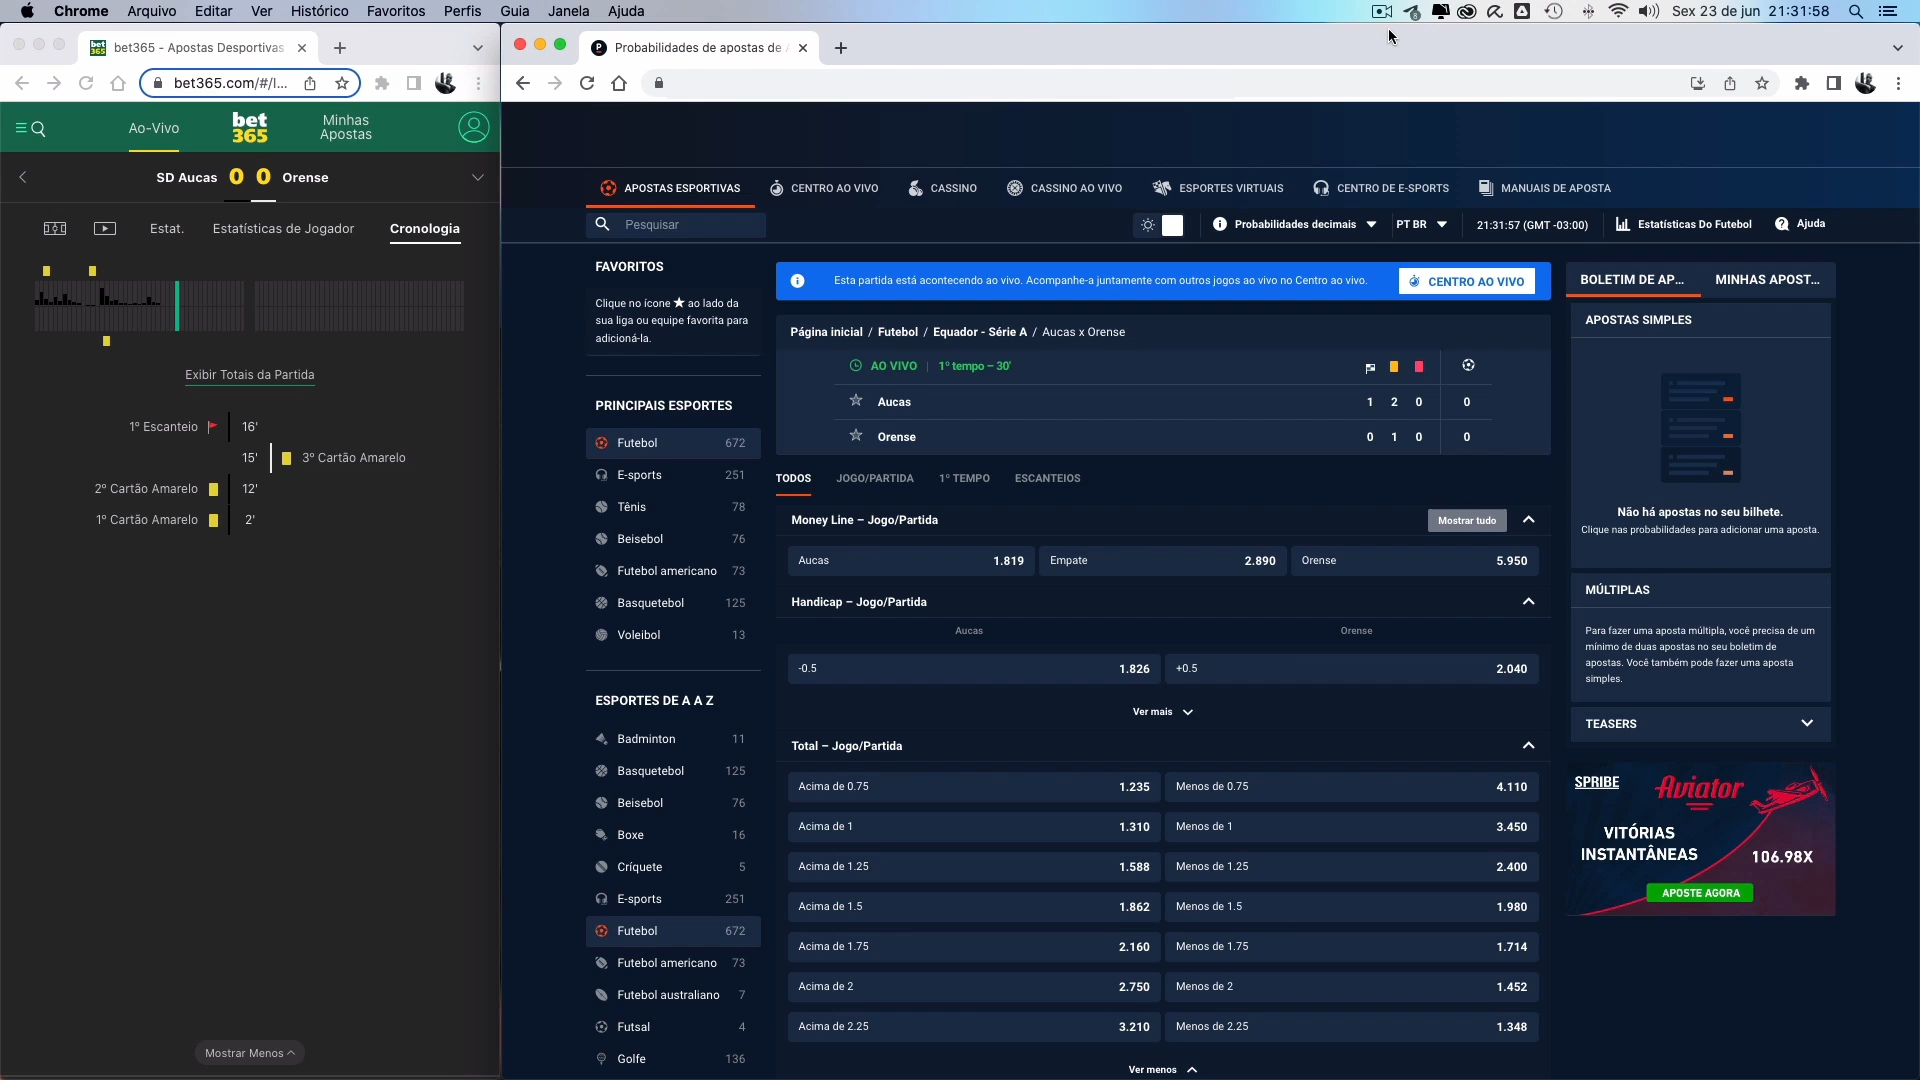 Chrome Arquivo Editar Ver Histórico Favoritos Perfis Guia Janela Ajuda
Sex 23 de jun 21:31:58
bet365 - Apostas Desportivas
bet365.com/#/I...
Ao-Vivo
bet365
Minhas Apostas
SD Aucas 0 0 Orense
Estat. Estatísticas de Jogador Cronologia
Exibir Totais da Partida
1º Escanteio 16'
15' 3º Cartão Amarelo
2º Cartão Amarelo 12'
1º Cartão Amarelo 2'
Mostrar Menos
Probabilidades de apostas de A
APOSTAS ESPORTIVAS CENTRO AO VIVO CASSINO CASSINO AO VIVO ESPORTES VIRTUAIS CENTRO DE E-SPORTS MANUAIS DE APOSTA
Pesquisar
Probabilidades decimais PT BR 21:31:57 (GMT -03:00) Estatísticas Do Futebol Ajuda
FAVORITOS
Clique no ícone ★ ao lado da
sua liga ou equipe favorita para
adicioná-la.
PRINCIPAIS ESPORTES
Futebol 672
E-sports 251
Tênis 78
Beisebol 76
Futebol americano 73
Basquetebol 125
Voleibol 13
ESPORTES DE A A Z
Badminton 11
Basquetebol 125
Beisebol 76
Boxe 16
Críquete 5
E-sports 251
Futebol 672
Futebol americano 73
Futebol australiano 7
Futsal 4
Golfe 136
Esta partida está acontecendo ao vivo. Acompanhe-a juntamente com outros jogos ao vivo no Centro ao vivo.
CENTRO AO VIVO
Página inicial / Futebol / Equador - Série A / Aucas x Orense
AO VIVO | 1º tempo – 30'
Aucas 1 2 0 0
Orense 0 1 0 0
TODOS JOGO/PARTIDA 1º TEMPO ESCANTEIOS
Money Line – Jogo/Partida Mostrar tudo
Aucas 1.819 Empate 2.890 Orense 5.950
Handicap – Jogo/Partida
Aucas Orense
-0.5 1.826 +0.5 2.040
Ver mais
Total – Jogo/Partida
Acima de 0.75 1.235 Menos de 0.75 4.110
Acima de 1 1.310 Menos de 1 3.450
Acima de 1.25 1.588 Menos de 1.25 2.400
Acima de 1.5 1.862 Menos de 1.5 1.980
Acima de 1.75 2.160 Menos de 1.75 1.714
Acima de 2 2.750 Menos de 2 1.452
Acima de 2.25 3.210 Menos de 2.25 1.348
Ver menos
BOLETIM DE AP... MINHAS APOST...
APOSTAS SIMPLES
Não há apostas no seu bilhete.
Clique nas probabilidades para adicionar uma aposta.
MÚLTIPLAS
Para fazer uma aposta múltipla, você precisa de um
mínimo de duas apostas no seu boletim de
apostas. Você também pode fazer uma aposta
simples.
TEASERS
SPRIBE
Aviator
VITÓRIAS
INSTANTÂNEAS
106.98X
APOSTE AGORA